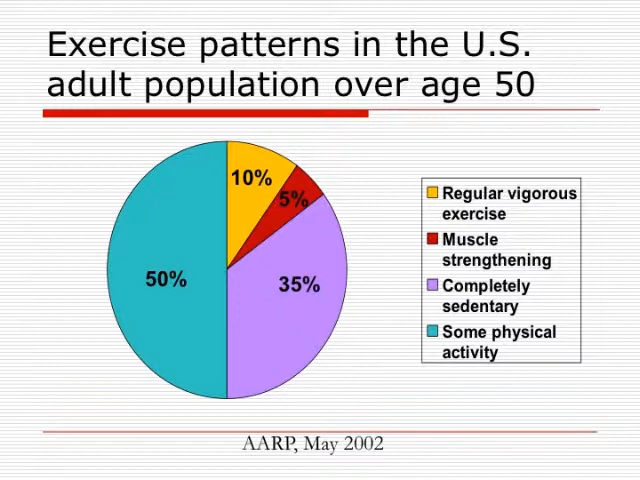 Exercise patterns in the U.S.
adult population over age 50
10%
5%
50%
35%
Regular vigorous
exercise
Muscle
strengthening
Completely
sedentary
Some physical
activity
AARP, May 2002